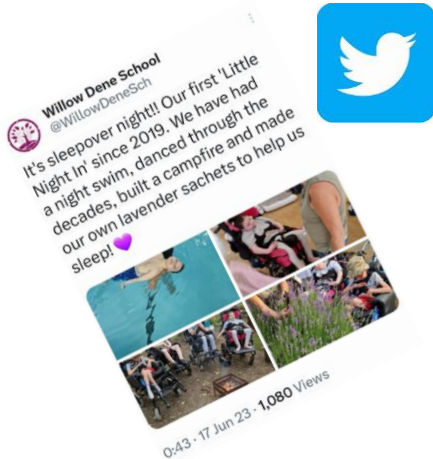 Willow Dene School
@WillowDeneSch
It's sleepover night!! Our first 'Little
Night In' since 2019. We have had
a night swim, danced through the
decades, built a campfire and made
our own lavender sachets to help us
sleep!💜
0:43 · 17 Jun 23 · 1,080 Views